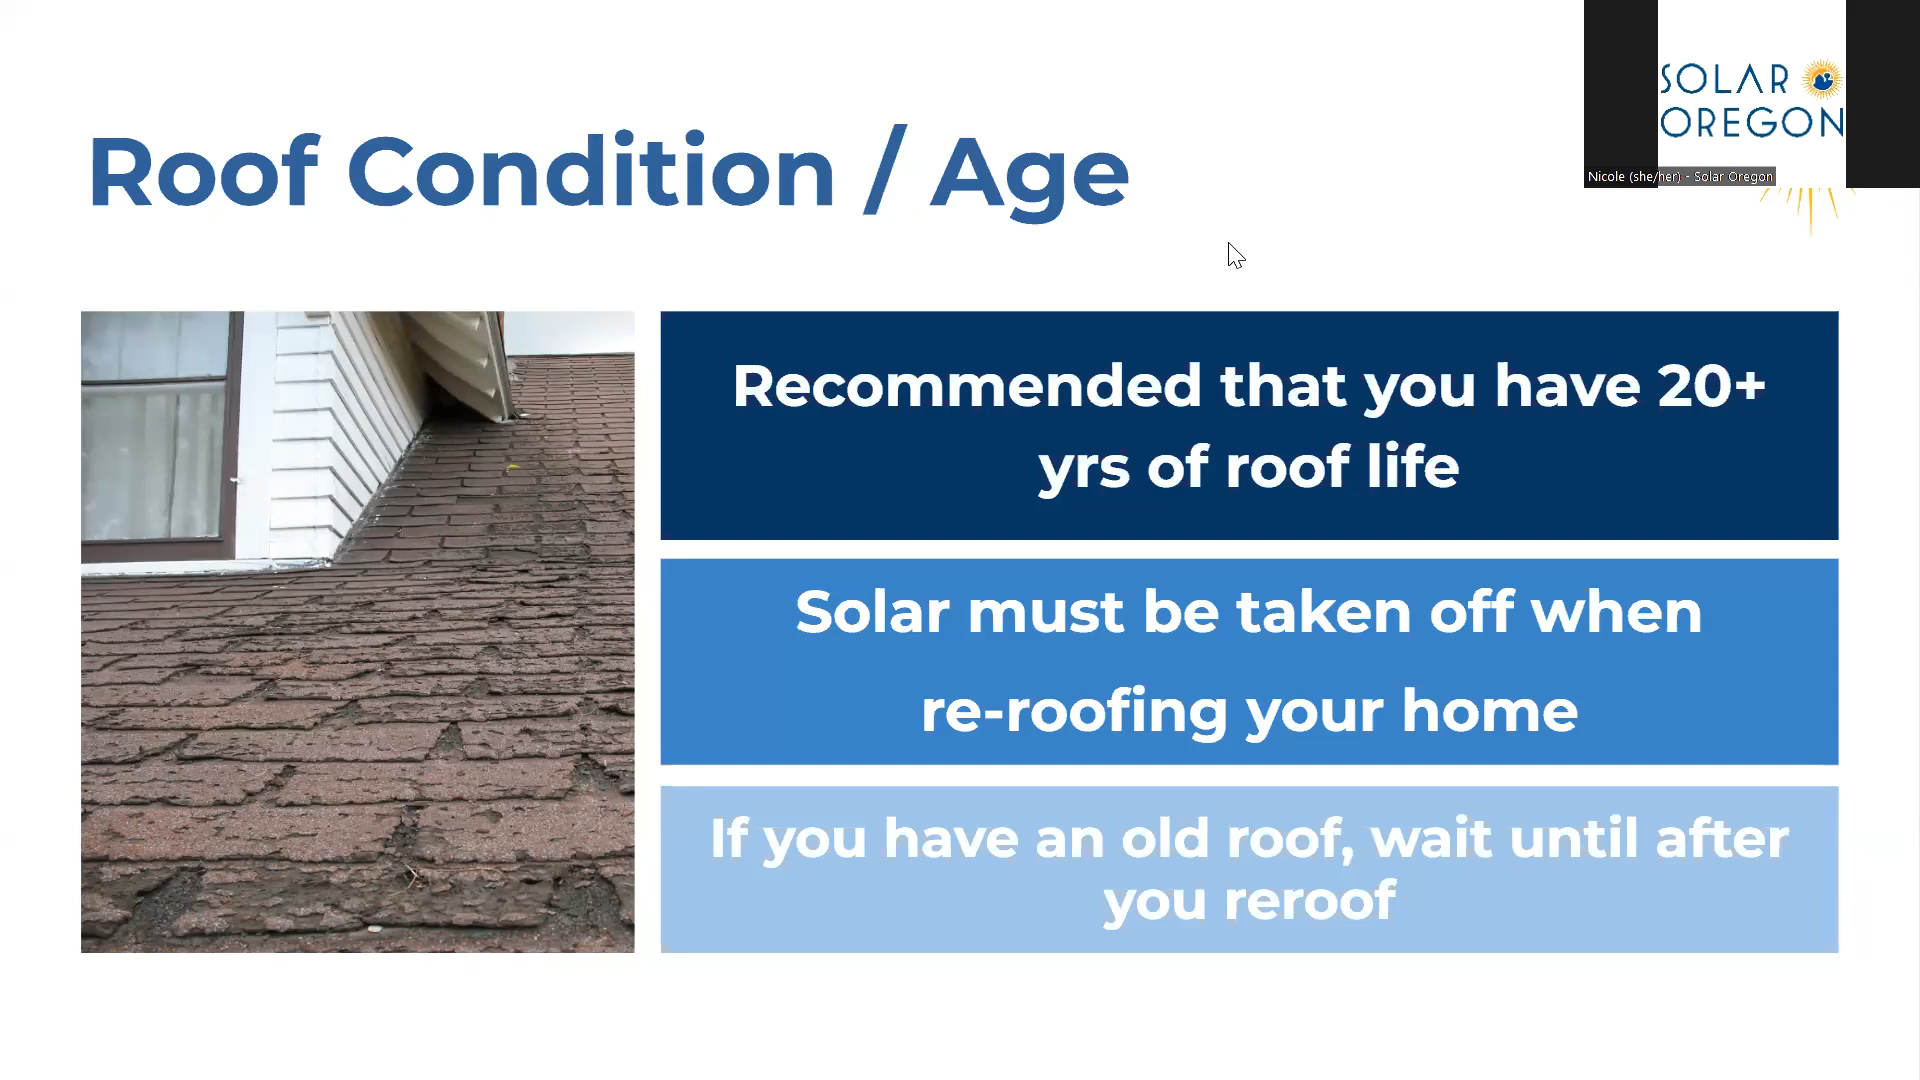 SOLAR
OREGON
Nicole (she/her) - Solar Oregon
Roof Condition / Age
Recommended that you have 20+
yrs of roof life
Solar must be taken off when
re-roofing your home
If you have an old roof, wait until after
you reroof